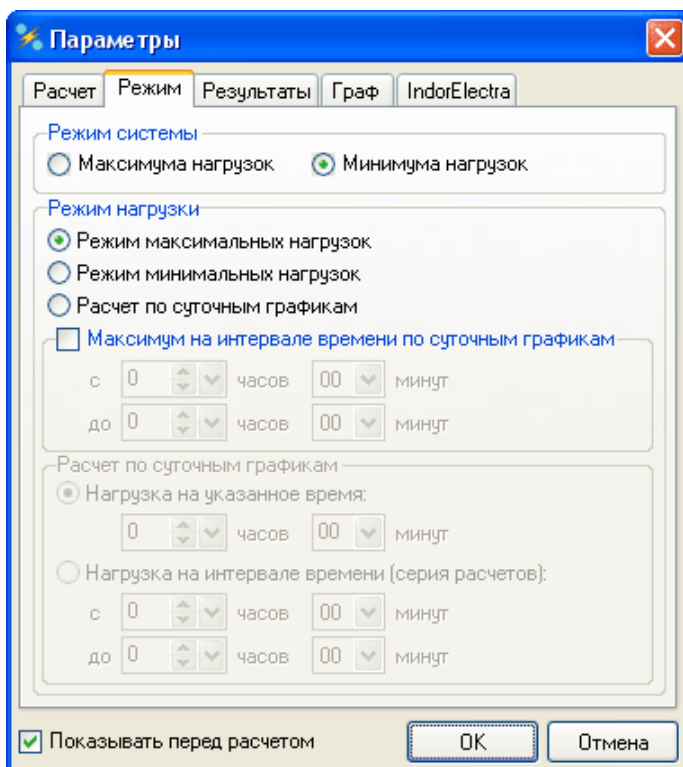 Параметры
Расчет Режим Результаты Граф IndorElectra
Режим системы
Максимума нагрузок Минимума нагрузок
Режим нагрузки
Режим максимальных нагрузок
Режим минимальных нагрузок
Расчет по суточным графикам
Максимум на интервале времени по суточным графикам
с 0 часов 00 минут
до 0 часов 00 минут
Расчет по суточным графикам
Нагрузка на указанное время:
0 часов 00 минут
Нагрузка на интервале времени (серия расчетов):
с 0 часов 00 минут
до 0 часов 00 минут
Показывать перед расчетом OK Отмена